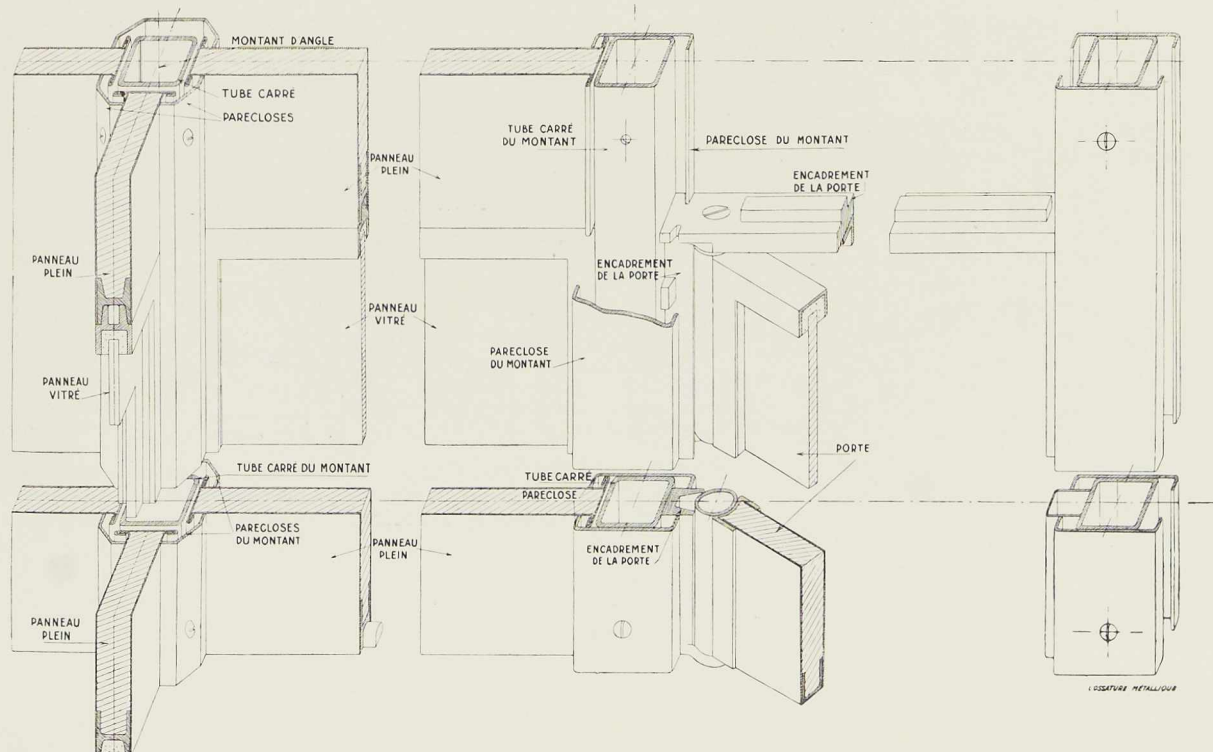 MONTANT D'ANGLE
TUBE CARRÉ
PARECLOSES
PANNEAU
PLEIN
PANNEAU
PLEIN
PANNEAU
VITRÉ
PANNEAU
VITRÉ
TUBE CARRÉ
DU MONTANT
PARECLOSE DU MONTANT
ENCADREMENT
DE LA PORTE
ENCADREMENT
DE LA PORTE
PARECLOSE
DU MONTANT
PORTE
TUBE CARRÉ DU MONTANT
TUBE CARRÉ
PARECLOSE
PARECLOSES
DU MONTANT
PANNEAU
PLEIN
ENCADREMENT
DE LA PORTE
PANNEAU
PLEIN
L'OSSATURE MÉTALLIQUE